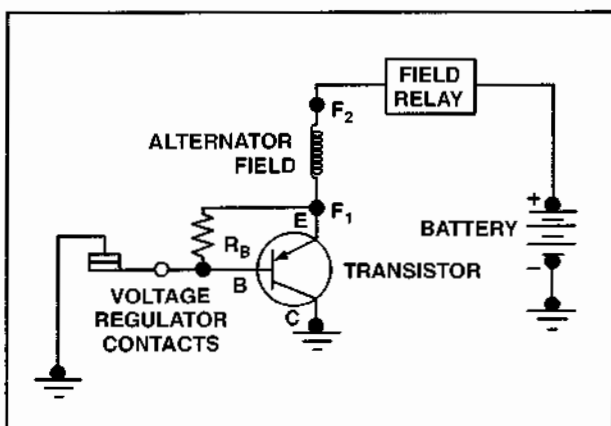 FIELD
RELAY
F2
ALTERNATOR
FIELD
F1
E
+
BATTERY
RB
TRANSISTOR
B
−
VOLTAGE
REGULATOR
CONTACTS
C